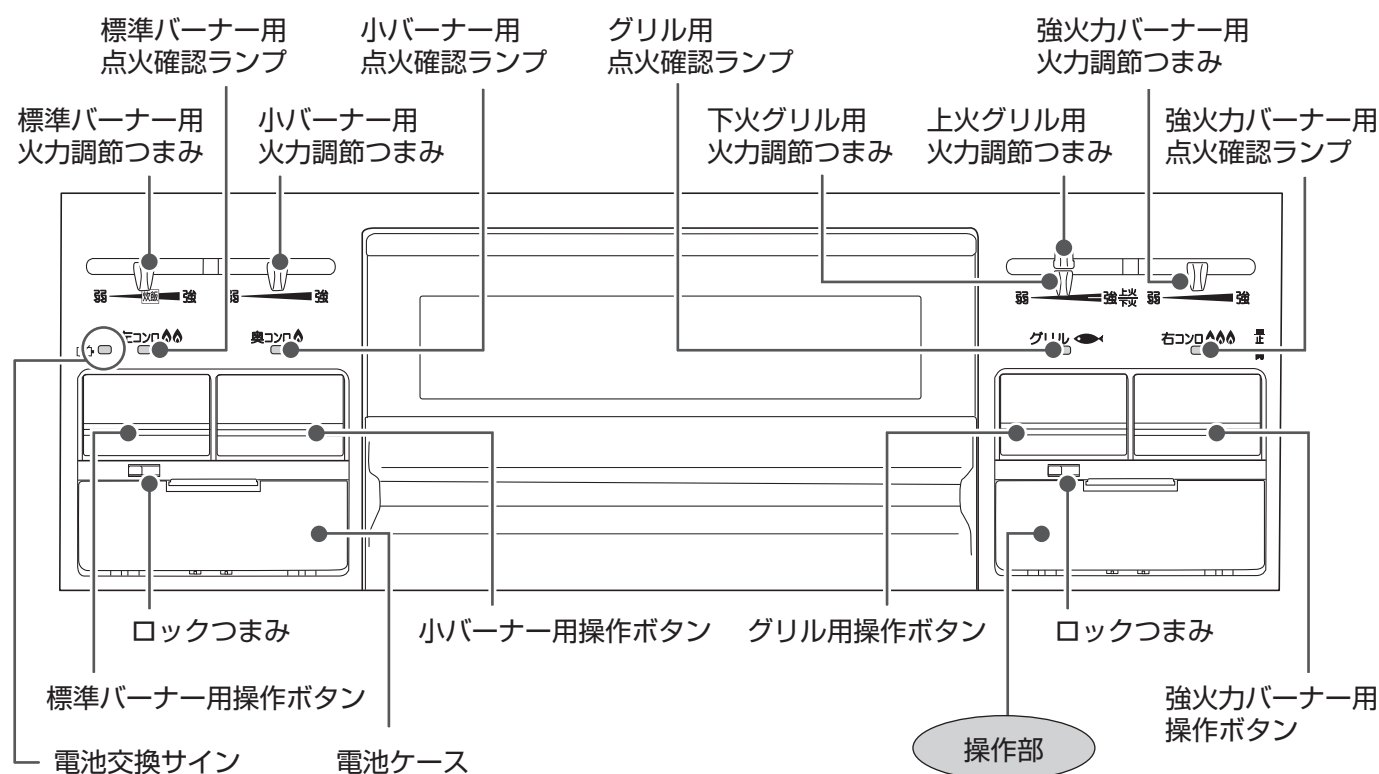 標準バーナー用
点火確認ランプ
小バーナー用
点火確認ランプ
グリル用
点火確認ランプ
強火力バーナー用
火力調節つまみ
標準バーナー用
火力調節つまみ
小バーナー用
火力調節つまみ
下火グリル用
火力調節つまみ
上火グリル用
火力調節つまみ
強火力バーナー用
点火確認ランプ
弱 炊飯 強
弱 強
弱 強
弱 強
左コンロ
奥コンロ
グリル
右コンロ
ロックつまみ
小バーナー用操作ボタン
グリル用操作ボタン
ロックつまみ
標準バーナー用操作ボタン
強火力バーナー用
操作ボタン
電池交換サイン
電池ケース
操作部